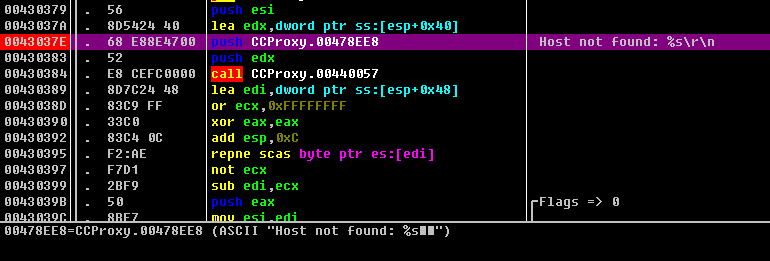 00430379 . 56 push esi
0043037A . 8D5424 40 lea edx,dword ptr ss:[esp+0x40]
0043037E . 68 E88E4700 push CCProxy.00478EE8 Host not found: %s\r\n
00430383 . 52 push edx
00430384 . E8 CEFC0000 call CCProxy.00440057
00430389 . 8D7C24 48 lea edi,dword ptr ss:[esp+0x48]
0043038D . 83C9 FF or ecx,0xFFFFFFFF
00430390 . 33C0 xor eax,eax
00430392 . 83C4 0C add esp,0xC
00430395 . F2:AE repne scas byte ptr es:[edi]
00430397 . F7D1 not ecx
00430399 . 2BF9 sub edi,ecx
0043039B . 50 push eax Flags => 0
0043039C . 8BF7 mov esi,edi
00478EE8=CCProxy.00478EE8 (ASCII "Host not found: %s■■")